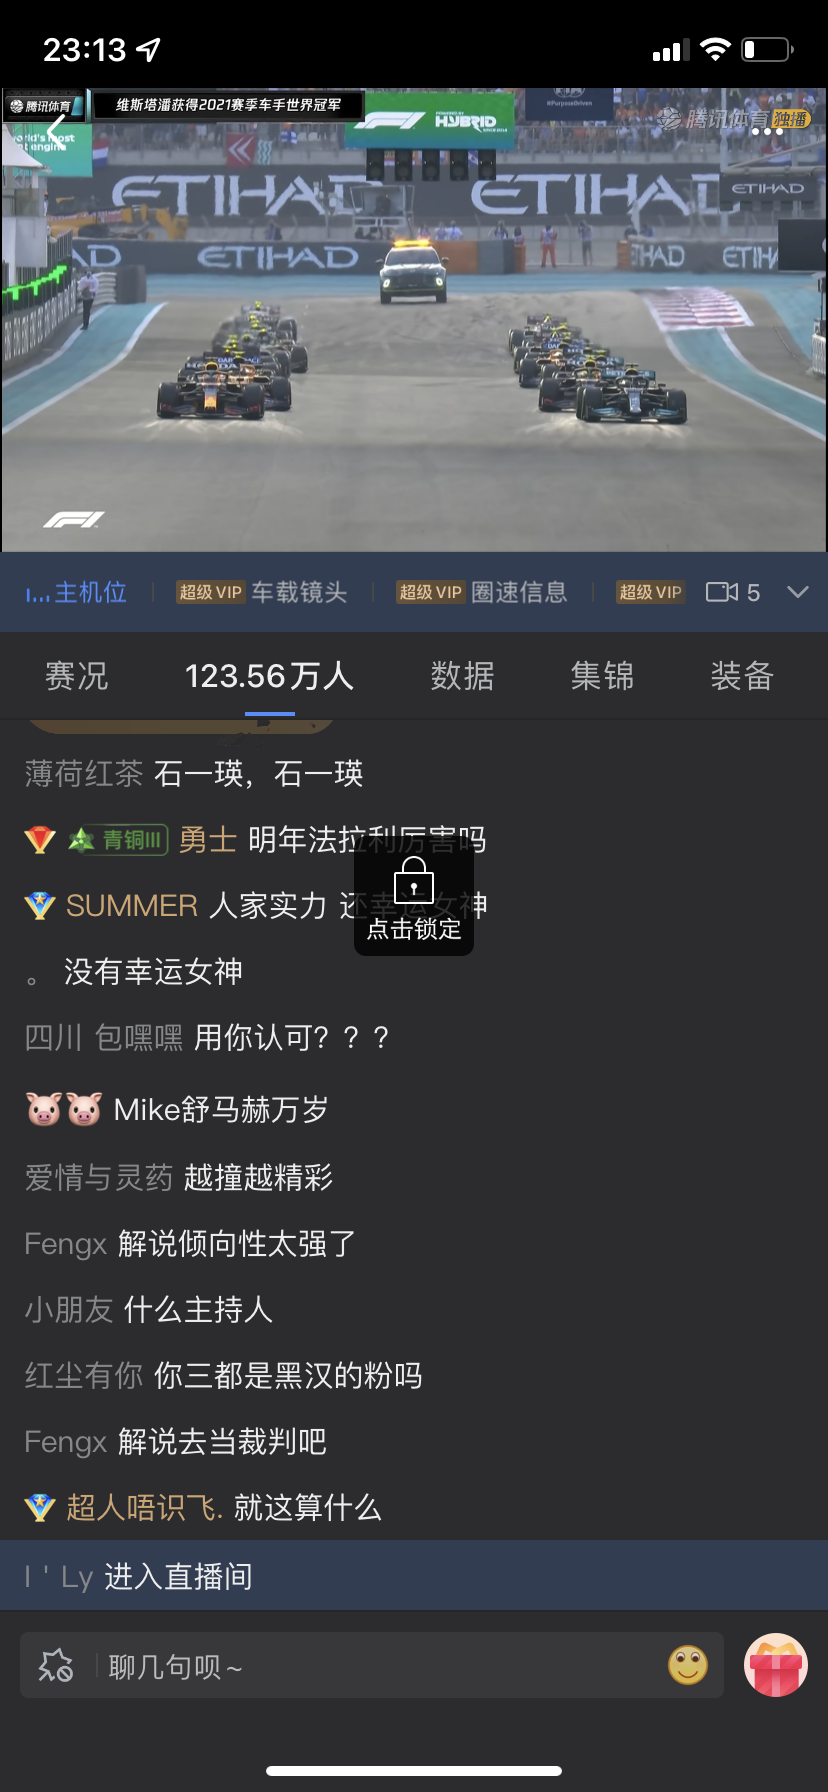 23:13
腾讯体育
维斯塔潘获得2021赛季车手世界冠军
腾讯体育 独播
world's most
POWERED BY
F1 HYBRID
SINCE 2014
#PurposeDriven
ETIHAD ETIHAD ETIHAD
ETIHAD
F1
主机位 超级VIP 车载镜头 超级VIP 圈速信息 超级VIP 5
赛况 123.56万人 数据 集锦 装备
薄荷红茶 石一瑛，石一瑛
青铜III 勇士 明年法拉利厉害吗
SUMMER 人家实力 还幸运女神
点击锁定
。 没有幸运女神
四川 包嘿嘿 用你认可？？？
🐷🐷 Mike舒马赫万岁
爱情与灵药 越撞越精彩
Fengx 解说倾向性太强了
小朋友 什么主持人
红尘有你 你三都是黑汉的粉吗
Fengx 解说去当裁判吧
超人唔识飞. 就这算什么
I ' Ly 进入直播间
聊几句呗~